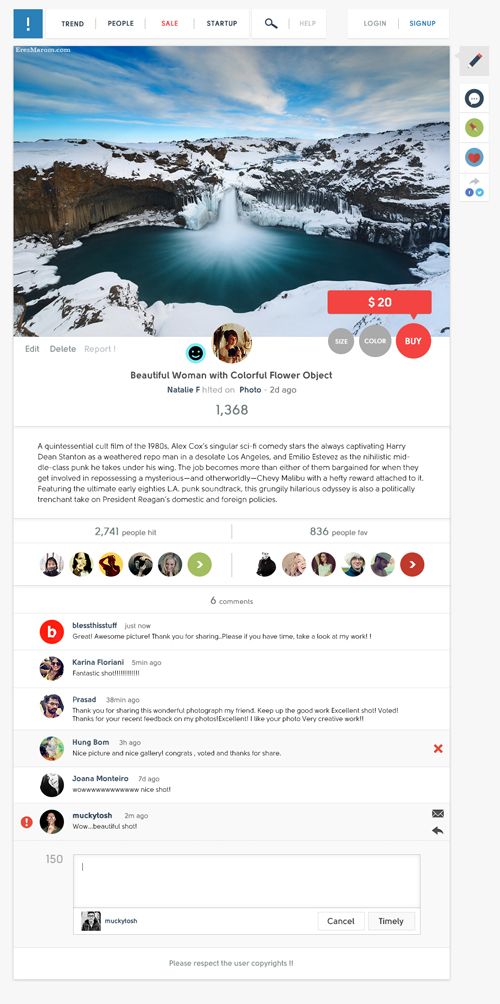 !
TREND PEOPLE SALE STARTUP HELP LOGIN SIGNUP
EresMarom.com
$ 20
Edit Delete Report !
SIZE COLOR BUY
Beautiful Woman with Colorful Flower Object
Natalie F h!ted on Photo - 2d ago
1,368
A quintessential cult film of the 1980s, Alex Cox's singular sci-fi comedy stars the always captivating Harry
Dean Stanton as a weathered repo man in a desolate Los Angeles, and Emilio Estevez as the nihilistic mid-
dle-class punk he takes under his wing. The job becomes more than either of them bargained for when they
get involved in repossessing a mysterious—and otherworldly—Chevy Malibu with a hefty reward attached to it.
Featuring the ultimate early eighties L.A. punk soundtrack, this grungily hilarious odyssey is also a politically
trenchant take on President Reagan's domestic and foreign policies.
2,741 people hit 836 people fav
6 comments
b
blessthisstuff just now
Great! Awesome picture! Thank you for sharing..Please if you have time, take a look at my work! !
Karina Floriani 5min ago
Fantastic shot!!!!!!!!!!!!!
Prasad 38min ago
Thank you for sharing this wonderful photograph my friend. Keep up the good work Excellent shot! Voted!
Thanks for your recent feedback on my photos!Excellent! I like your photo Very creative work!!
Hung Bom 3h ago
Nice picture and nice gallery! congrats , voted and thanks for share.
Joana Monteiro 7d ago
wowwwwwwwwwwwww nice shot!
muckytosh 2m ago
Wow...beautiful shot!
150
muckytosh Cancel Timely
Please respect the user copyrights !!